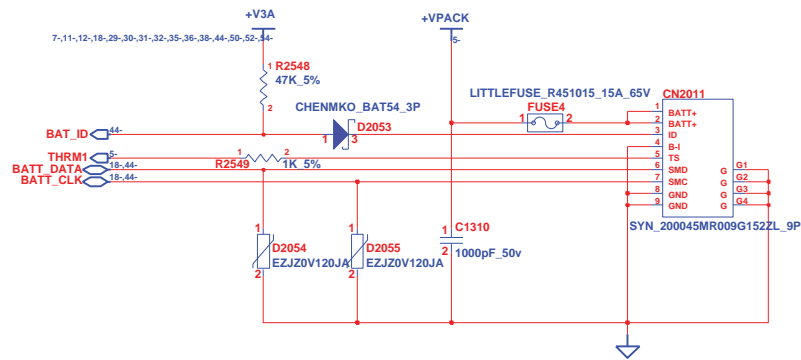 +V3A
+VPACK
7-,11-,12-,18-,29-,30-,31-,32-,35-,36-,38-,44-,50-,52-,54-
5-
1
R2548
47K_5%
2
LITTLEFUSE_R451015_15A_65V
CN2011
CHENMKO_BAT54_3P
FUSE4
1
2
BAT_ID
44-
1
D2053
3
THRM1
5-
1
2
R2549
1K_5%
BATT_DATA
18-,44-
BATT_CLK
18-,44-
1 BATT+
2 BATT+
3 ID
4 B-I
5 TS
6 SMD
7 SMC
8 GND
9 GND
G G1
G G2
G G3
G G4
SYN_200045MR009G152ZL_9P
1
D2054
2
EZJZ0V120JA
1
D2055
2
EZJZ0V120JA
1
C1310
2
1000pF_50v